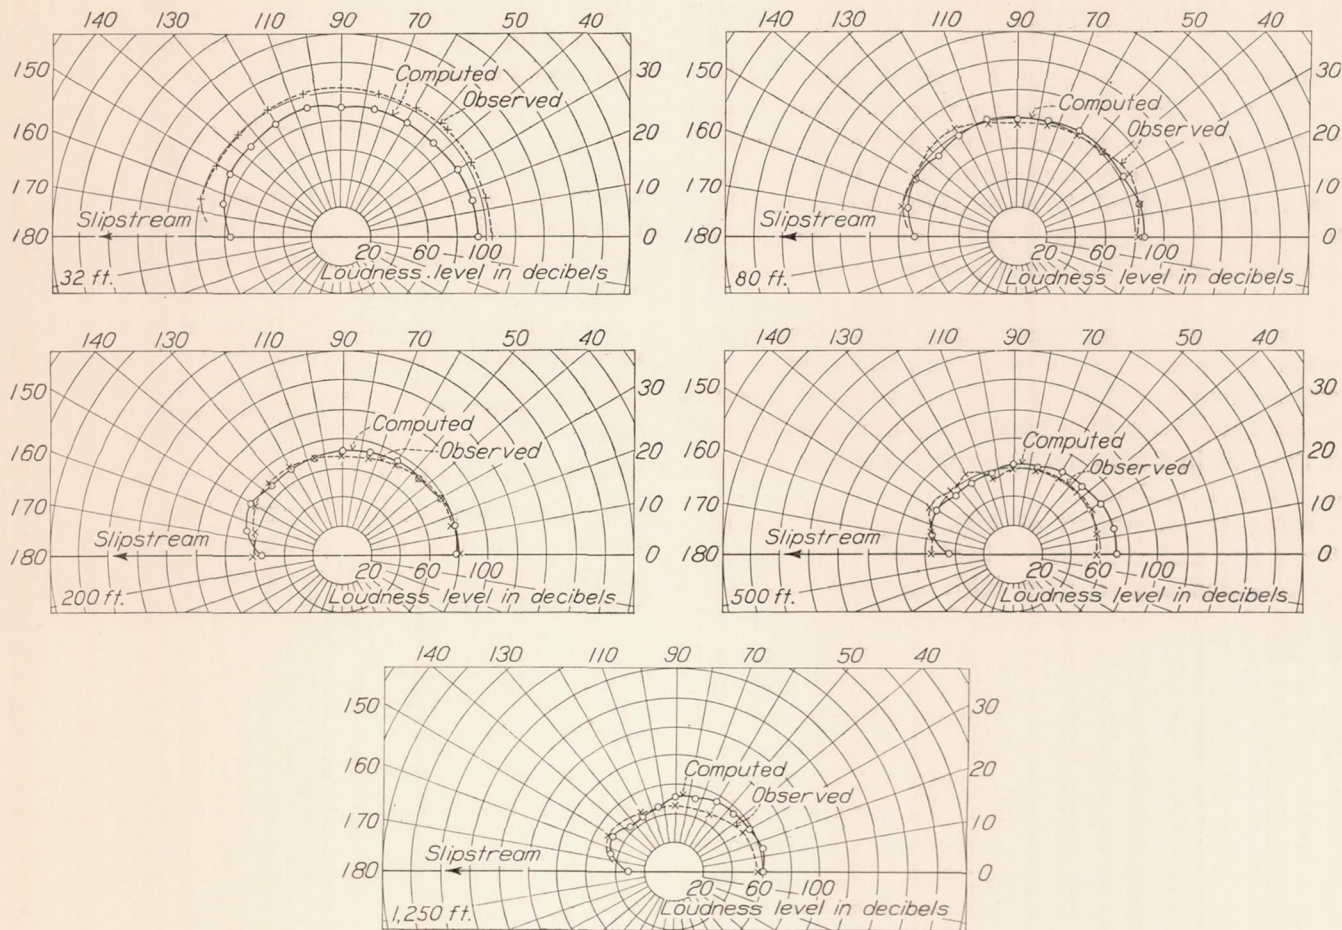 140 130 110 90 70 50 40
150 30
Computed
Observed
160 20
170 10
Slipstream
180 0
20 60 100
32 ft. Loudness level in decibels
140 130 110 90 70 50 40
150 30
Computed
160 Observed 20
170 10
Slipstream
180 0
20 60 100
80 ft. Loudness level in decibels
140 130 110 90 70 50 40
150 30
Computed
160 Observed 20
170 10
Slipstream
180 0
20 60 100
200 ft. Loudness level in decibels
140 130 110 90 70 50 40
150 30
Computed
160 Observed 20
170 10
Slipstream
180 0
20 60 100
500 ft. Loudness level in decibels
140 130 110 90 70 50 40
150 30
160 Computed 20
Observed
170 10
Slipstream
180 0
20 60 100
1,250 ft. Loudness level in decibels